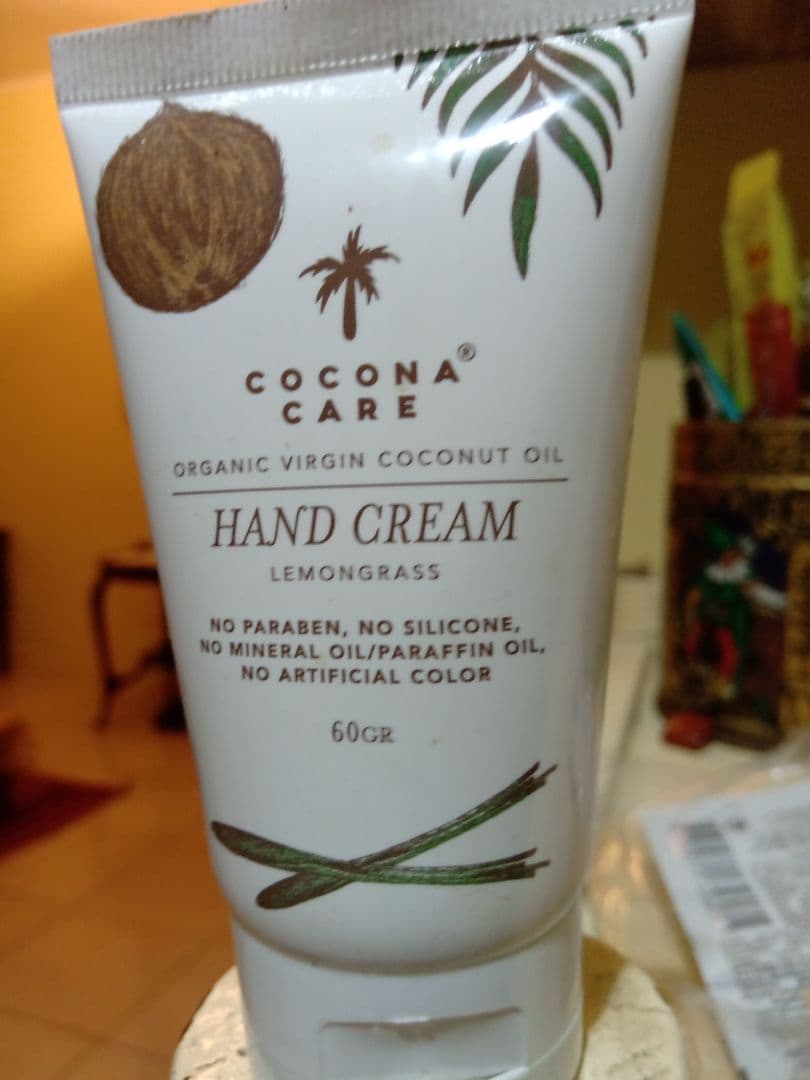 COCONA®
CARE
ORGANIC VIRGIN COCONUT OIL
HAND CREAM
LEMONGRASS
NO PARABEN, NO SILICONE,
NO MINERAL OIL/PARAFFIN OIL,
NO ARTIFICIAL COLOR
60GR